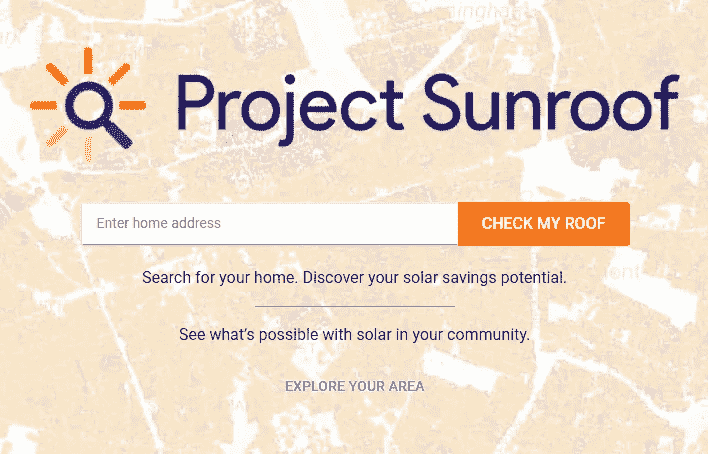 Project Sunroof
Enter home address
CHECK MY ROOF
Search for your home. Discover your solar savings potential.
See what's possible with solar in your community.
EXPLORE YOUR AREA